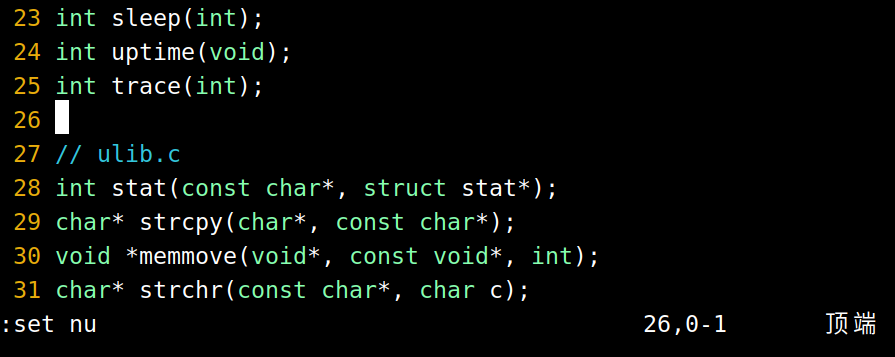 23 int sleep(int);
24 int uptime(void);
25 int trace(int);
26
27 // ulib.c
28 int stat(const char*, struct stat*);
29 char* strcpy(char*, const char*);
30 void *memmove(void*, const void*, int);
31 char* strchr(const char*, char c);
:set nu 26,0-1 顶端